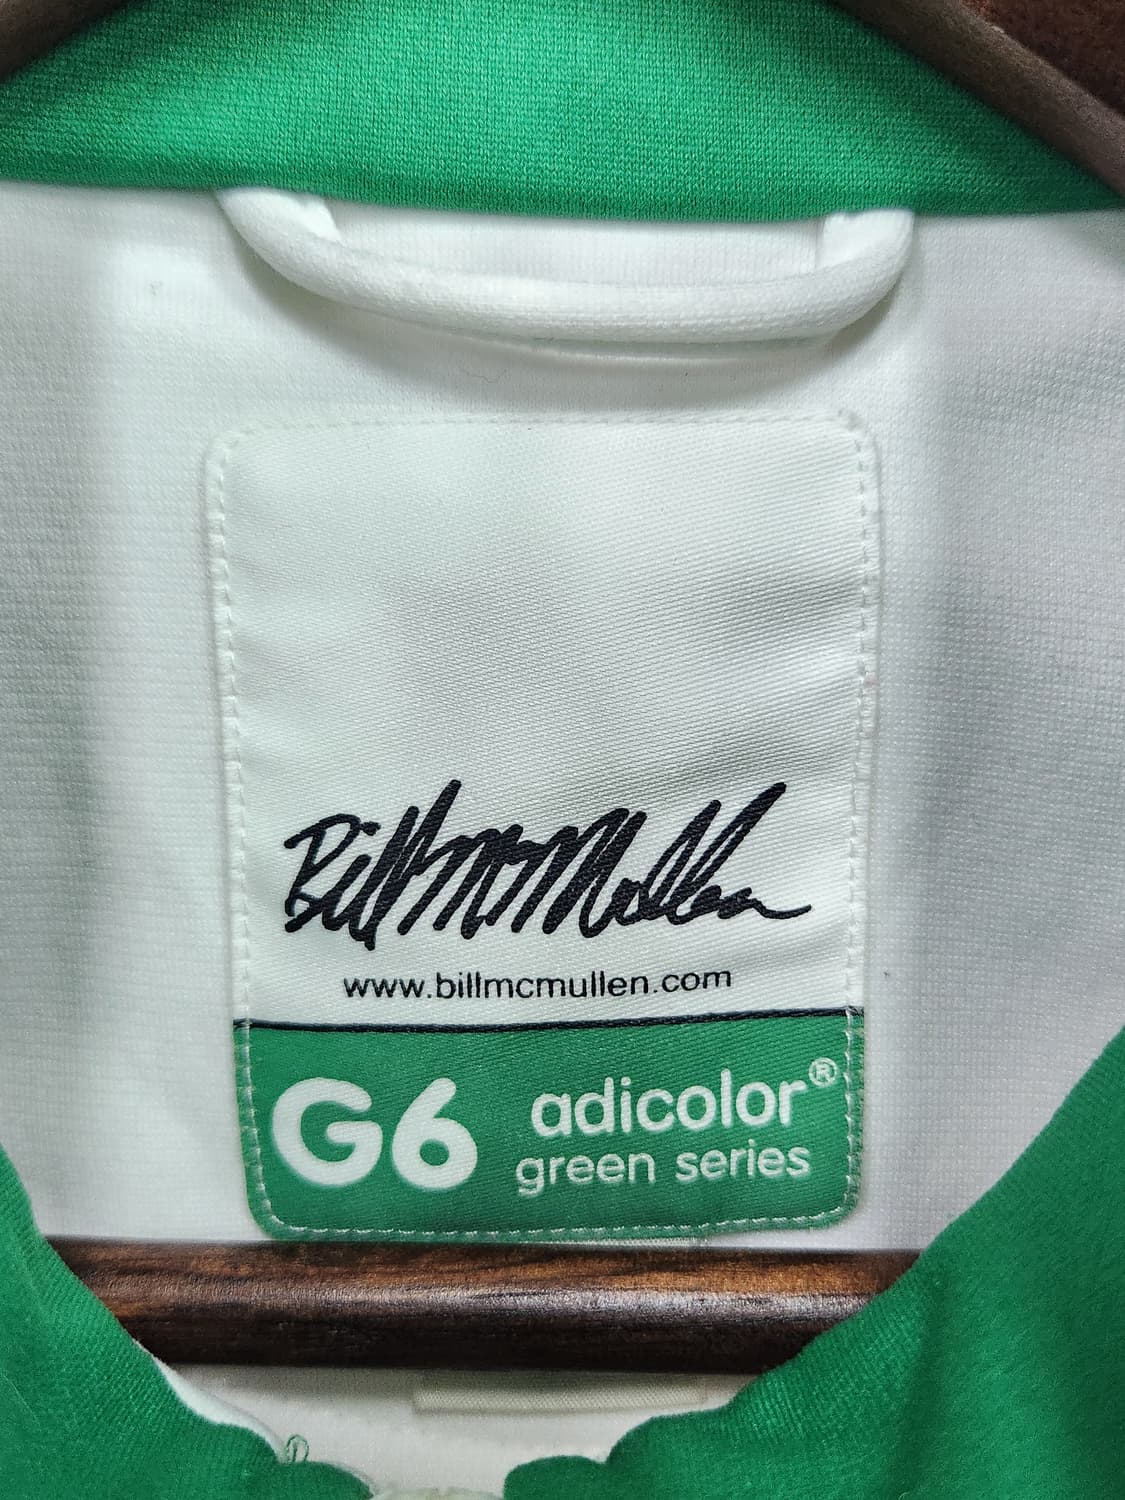 Bill McMullen
www.billmcmullen.com
G6 adicolor®
green series